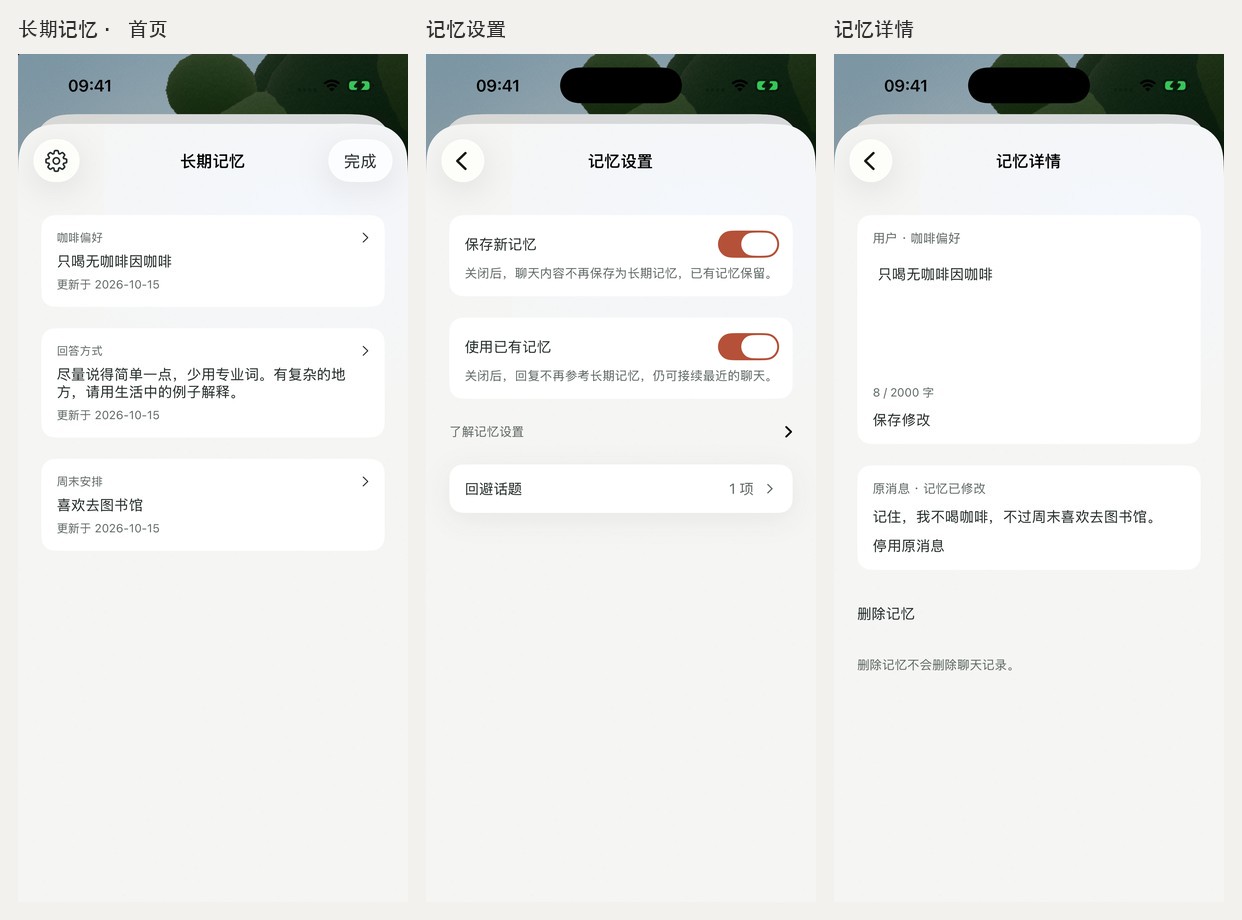 长期记忆 · 首页
09:41
长期记忆
完成
咖啡偏好
只喝无咖啡因咖啡
更新于 2026-10-15
回答方式
尽量说得简单一点，少用专业词。有复杂的地
方，请用生活中的例子解释。
更新于 2026-10-15
周末安排
喜欢去图书馆
更新于 2026-10-15
记忆设置
09:41
记忆设置
保存新记忆
关闭后，聊天内容不再保存为长期记忆，已有记忆保留。
使用已有记忆
关闭后，回复不再参考长期记忆，仍可接续最近的聊天。
了解记忆设置
回避话题 1 项
记忆详情
09:41
记忆详情
用户 · 咖啡偏好
只喝无咖啡因咖啡
8 / 2000 字
保存修改
原消息 · 记忆已修改
记住，我不喝咖啡，不过周末喜欢去图书馆。
停用原消息
删除记忆
删除记忆不会删除聊天记录。